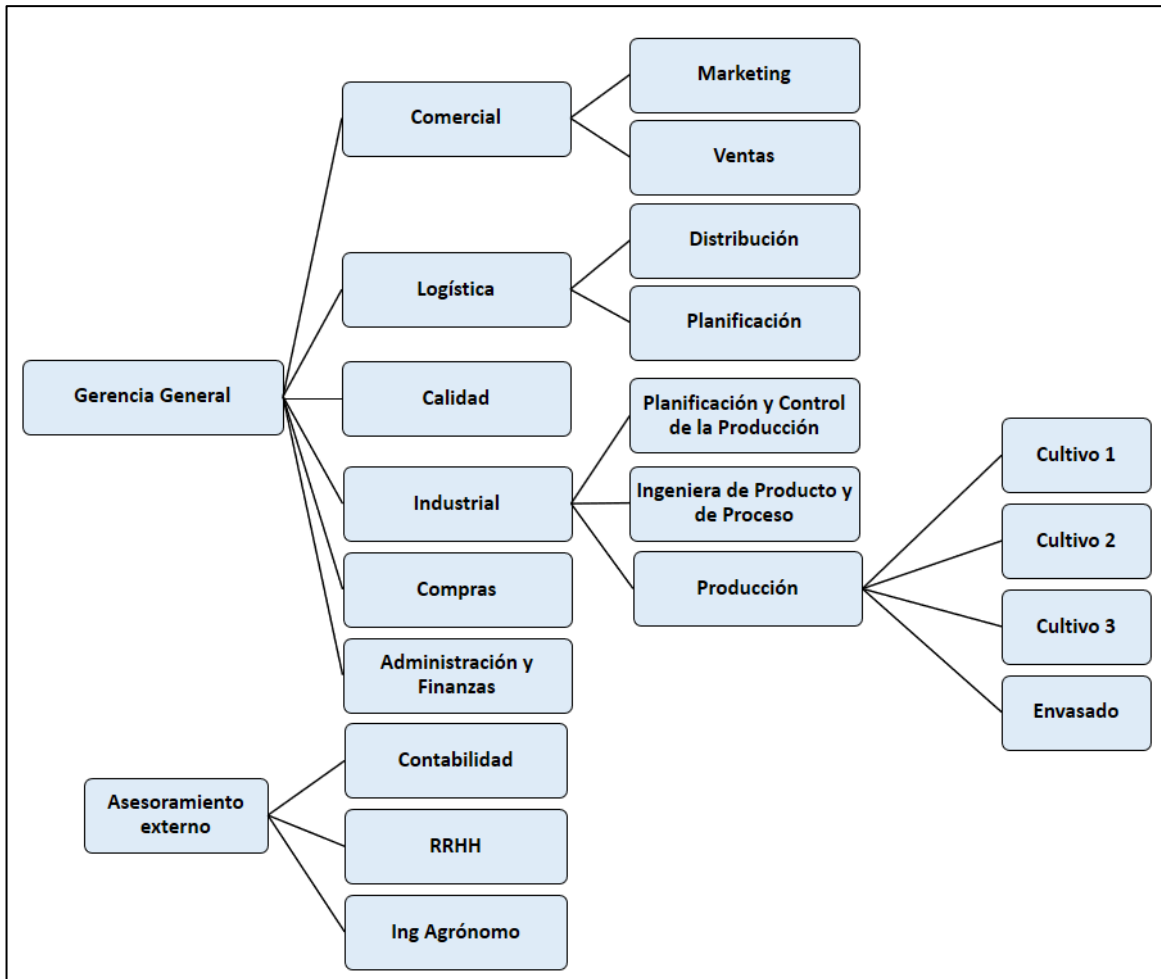 Gerencia General
Comercial
Marketing
Ventas
Logística
Distribución
Planificación
Calidad
Industrial
Planificación y Control
de la Producción
Ingeniera de Producto y
de Proceso
Producción
Cultivo 1
Cultivo 2
Cultivo 3
Envasado
Compras
Administración y
Finanzas
Asesoramiento
externo
Contabilidad
RRHH
Ing Agrónomo